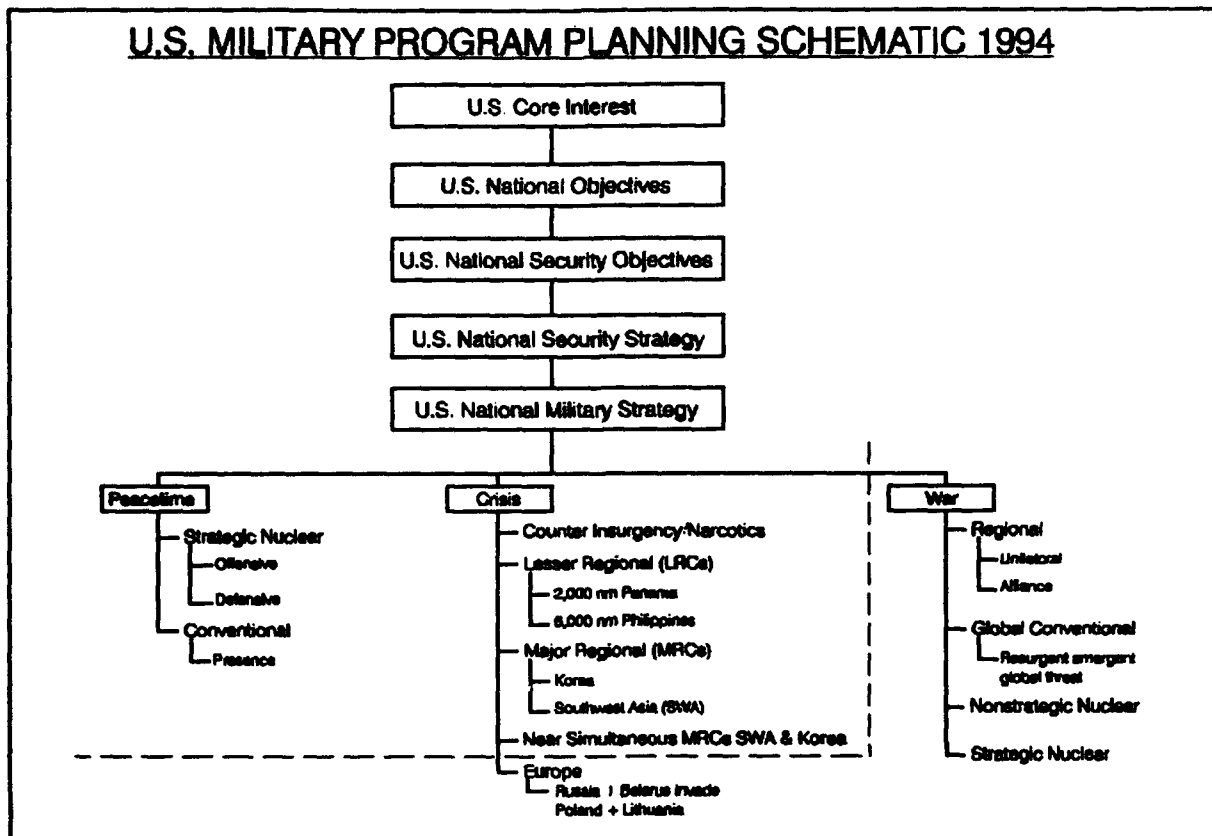 U.S. MILITARY PROGRAM PLANNING SCHEMATIC 1994
U.S. Core Interest
U.S. National Objectives
U.S. National Security Objectives
U.S. National Security Strategy
U.S. National Military Strategy
Peacetime
Strategic Nuclear
Offensive
Defensive
Conventional
Presence
Crisis
Counter Insurgency/Narcotics
Lesser Regional (LRCs)
2,000 nm Panama
6,000 nm Philippines
Major Regional (MRCs)
Korea
Southwest Asia (SWA)
Near Simultaneous MRCs SWA & Korea
Europe
Russia + Belarus invade
Poland + Lithuania
War
Regional
Unilateral
Alliance
Global Conventional
Resurgent emergent
global threat
Nonstrategic Nuclear
Strategic Nuclear